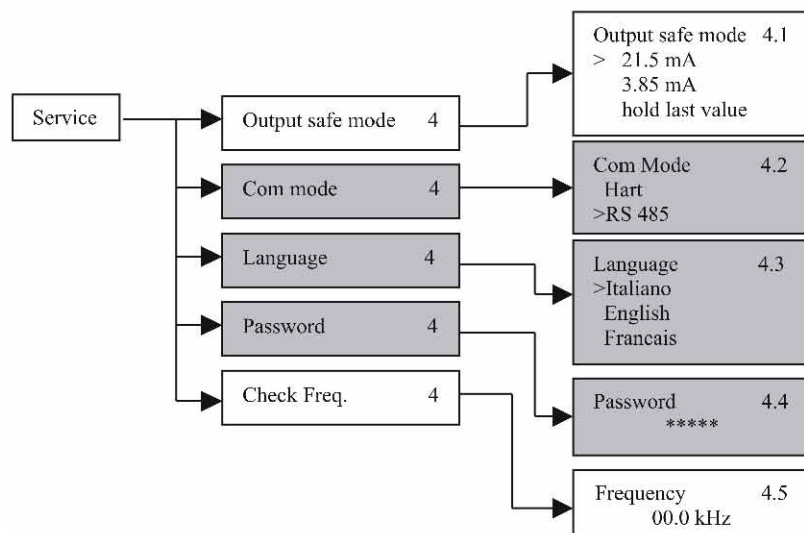 Service
Output safe mode 4
Com mode 4
Language 4
Password 4
Check Freq. 4
Output safe mode 4.1
> 21.5 mA
3.85 mA
hold last value
Com Mode 4.2
Hart
>RS 485
Language 4.3
>Italiano
English
Francais
Password 4.4
*****
Frequency 4.5
00.0 kHz